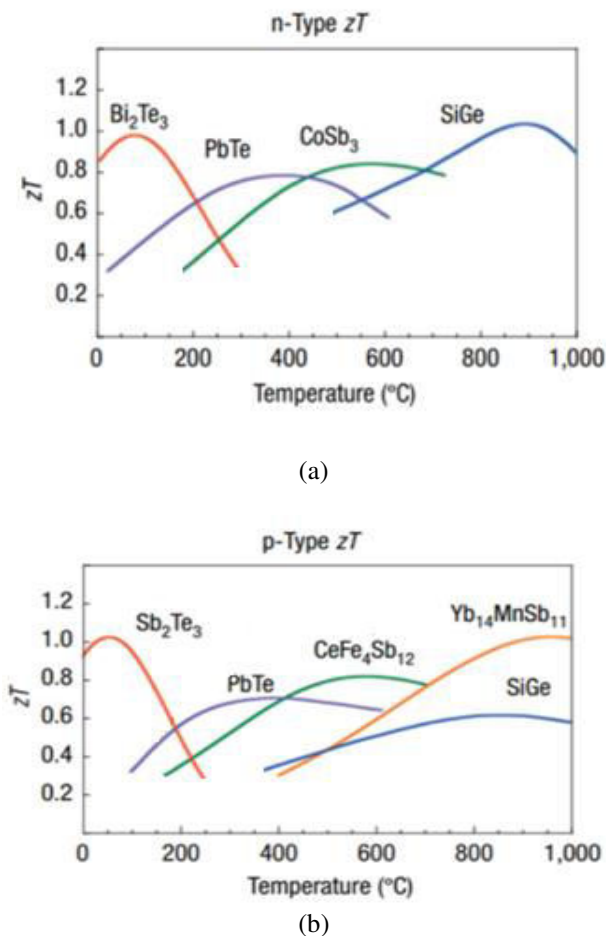 n-Type zT
1.2
Bi₂Te₃
SiGe
1.0
PbTe
CoSb₃
zT
0.8
0.6
0.4
0.2
0 200 400 600 800 1,000
Temperature (°C)
(a)
p-Type zT
1.2
Sb₂Te₃
Yb₁₄MnSb₁₁
1.0
CeFe₄Sb₁₂
zT
0.8
PbTe
SiGe
0.6
0.4
0.2
0 200 400 600 800 1,000
Temperature (°C)
(b)